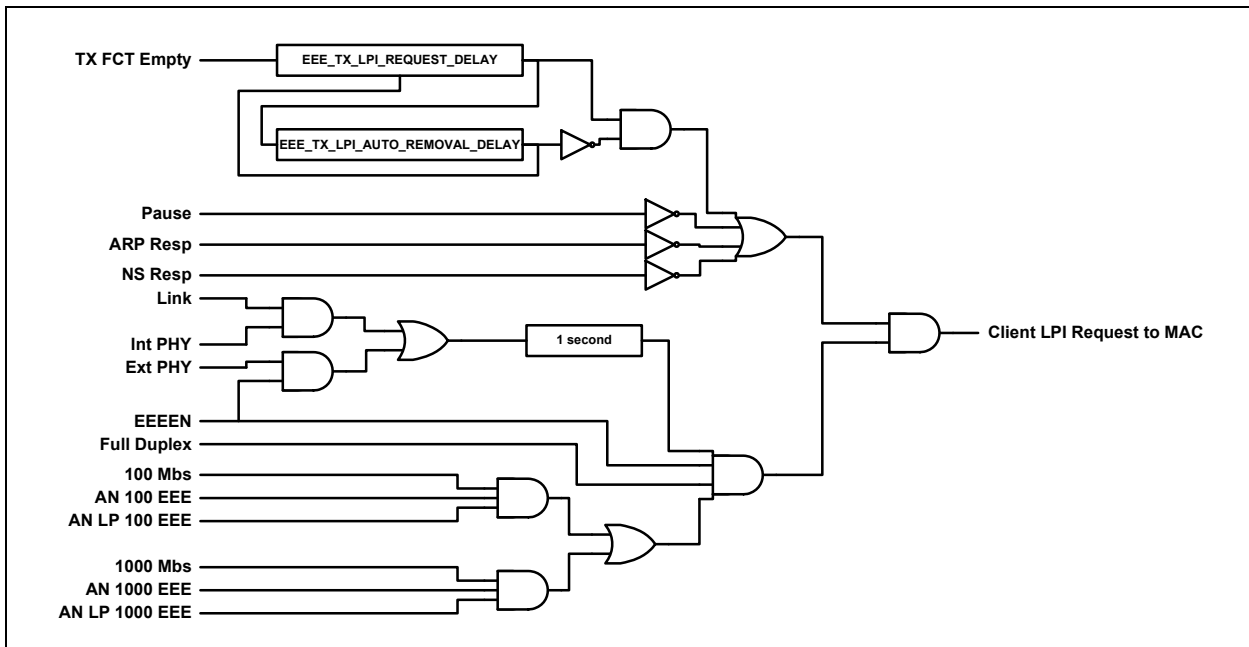 TX FCT Empty
EEE_TX_LPI_REQUEST_DELAY
EEE_TX_LPI_AUTO_REMOVAL_DELAY
Pause
ARP Resp
NS Resp
Link
Int PHY
Ext PHY
1 second
Client LPI Request to MAC
EEEEN
Full Duplex
100 Mbs
AN 100 EEE
AN LP 100 EEE
1000 Mbs
AN 1000 EEE
AN LP 1000 EEE